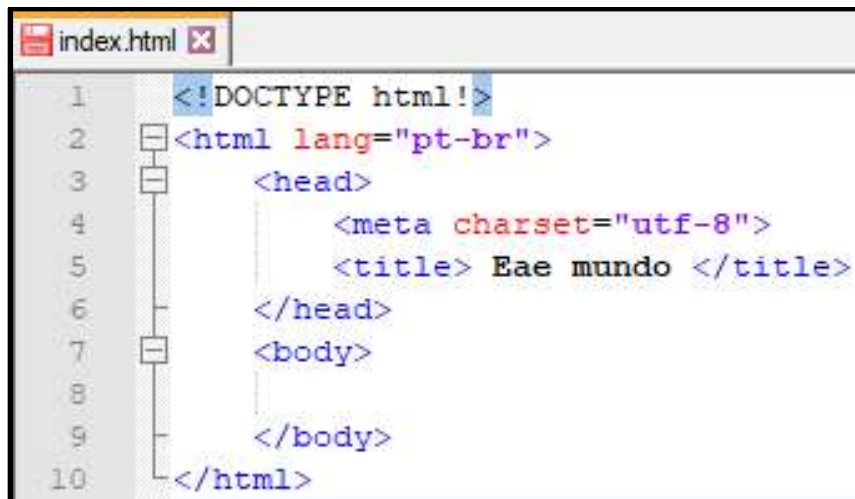 index.html
1 <!DOCTYPE html!>
2 <html lang="pt-br">
3 <head>
4 <meta charset="utf-8">
5 <title> Eae mundo </title>
6 </head>
7 <body>
8
9 </body>
10 </html>